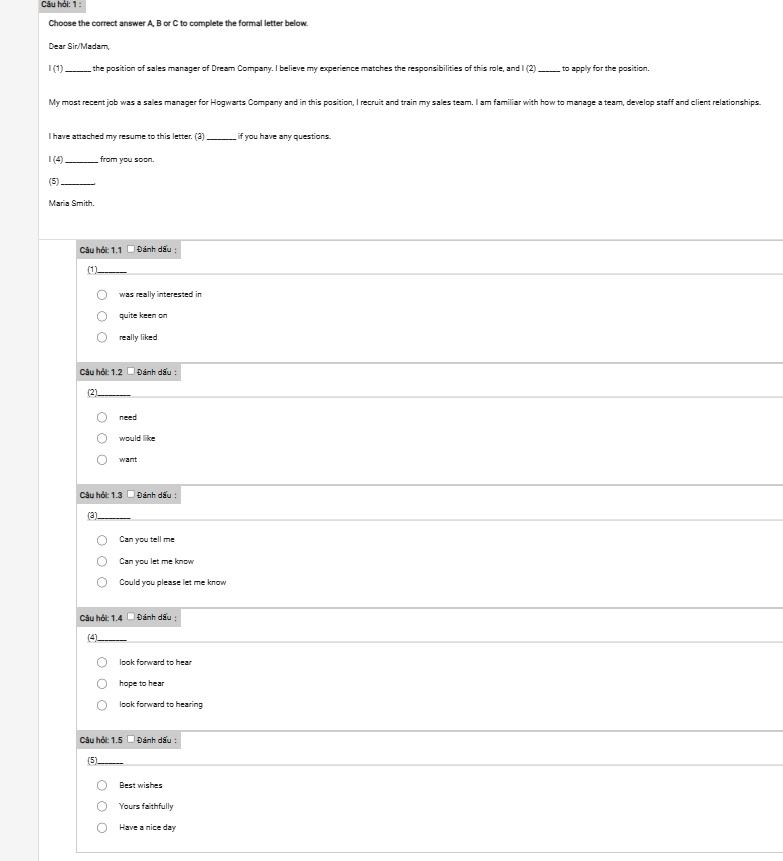 Câu hỏi: 1 :
Choose the correct answer A, B or C to complete the formal letter below.
Dear Sir/Madam,
I (1) ______ the position of sales manager of Dream Company. I believe my experience matches the responsibilities of this role, and I (2) _____ to apply for the position.
My most recent job was a sales manager for Hogwarts Company and in this position, I recruit and train my sales team. I am familiar with how to manage a team, develop staff and client relationships.
I have attached my resume to this letter. (3) _______ if you have any questions.
I (4) ________ from you soon.
(5) ________.
Maria Smith.
Câu hỏi: 1.1 Đánh dấu :
(1)_______
was really interested in
quite keen on
really liked
Câu hỏi: 1.2 Đánh dấu :
(2)________
need
would like
want
Câu hỏi: 1.3 Đánh dấu :
(3)________
Can you tell me
Can you let me know
Could you please let me know
Câu hỏi: 1.4 Đánh dấu :
(4)_______
look forward to hear
hope to hear
look forward to hearing
Câu hỏi: 1.5 Đánh dấu :
(5)______
Best wishes
Yours faithfully
Have a nice day